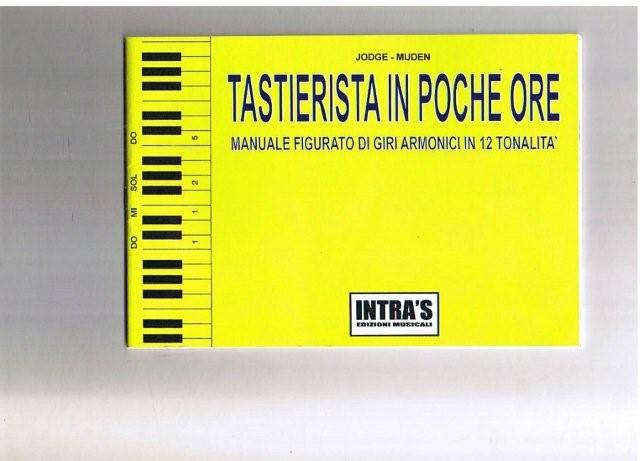 JODGE - MUDEN
TASTIERISTA IN POCHE ORE
MANUALE FIGURATO DI GIRI ARMONICI IN 12 TONALITA'
DO MI SOL DO
1 1 2 5
INTRA'S
EDIZIONI MUSICALI